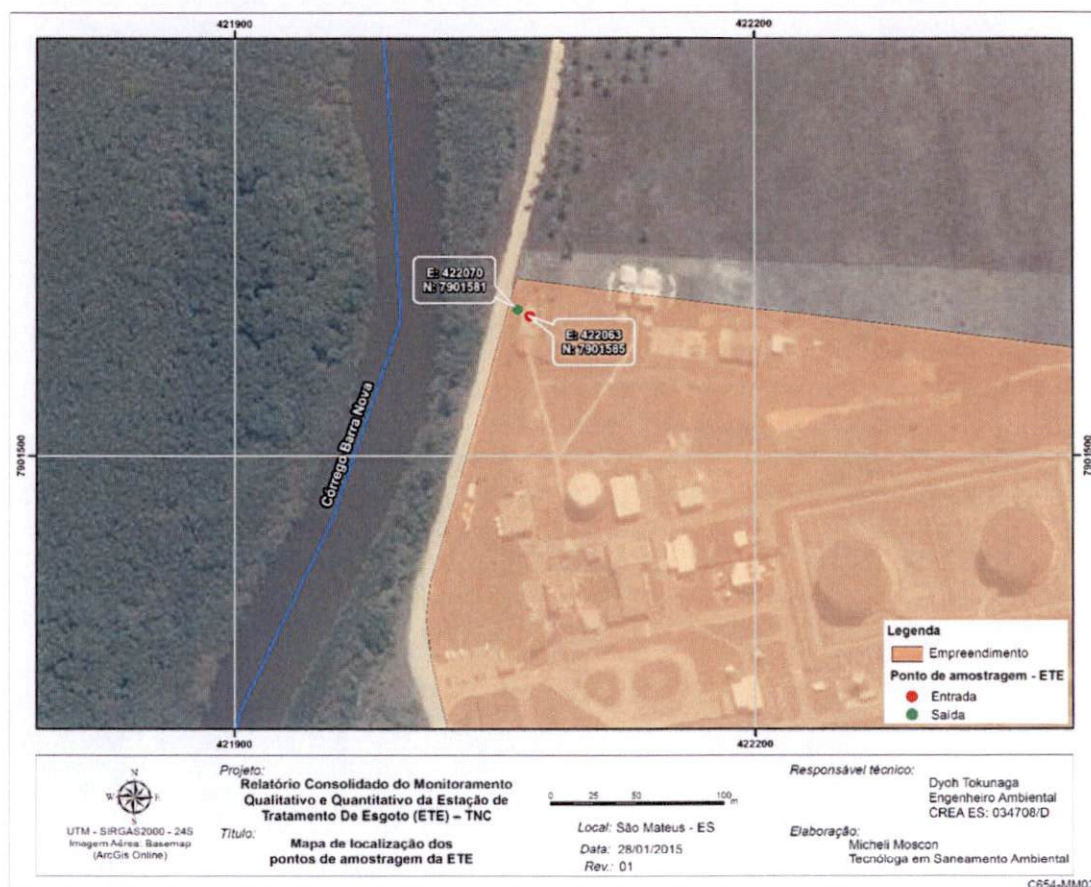 421900
422200
E: 422070
N: 7901581
E: 422063
N: 7901585
Córrego Barra Nova
7901500
7901500
Legenda
Empreendimento
Ponto de amostragem - ETE
Entrada
Saída
421900
422200
N
W
E
S
UTM - SIRGAS2000 - 24S
Imagem Aérea: Basemap
(ArcGis Online)
Projeto:
Relatório Consolidado do Monitoramento
Qualitativo e Quantitativo da Estação de
Tratamento De Esgoto (ETE) – TNC
Título:
Mapa de localização dos
pontos de amostragem da ETE
0 25 50 100
m
Local: São Mateus - ES
Data: 28/01/2015
Rev.: 01
Responsável técnico:
Dyoh Tokunaga
Engenheiro Ambiental
CREA ES: 034708/D
Elaboração:
Micheli Moscon
Tecnóloga em Saneamento Ambiental